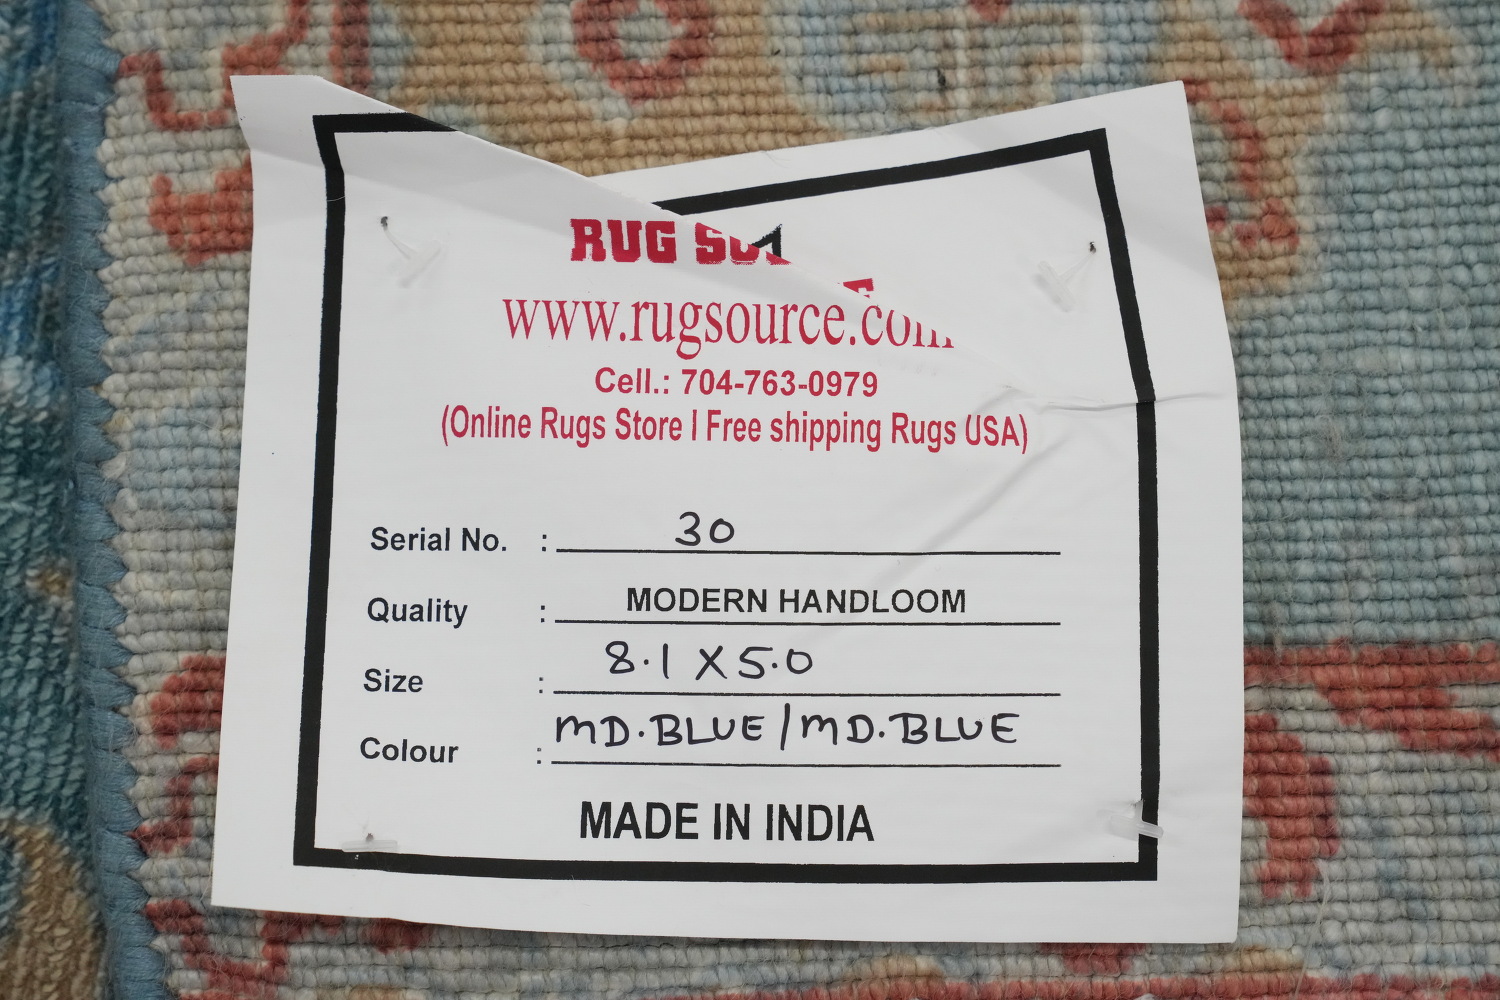 RUG
www.rugsource.com
Cell.: 704-763-0979
(Online Rugs Store I Free shipping Rugs USA)
Serial No. : 30
Quality : MODERN HANDLOOM
Size : 8.1 X 5.0
Colour : MD.BLUE/MD.BLUE
MADE IN INDIA